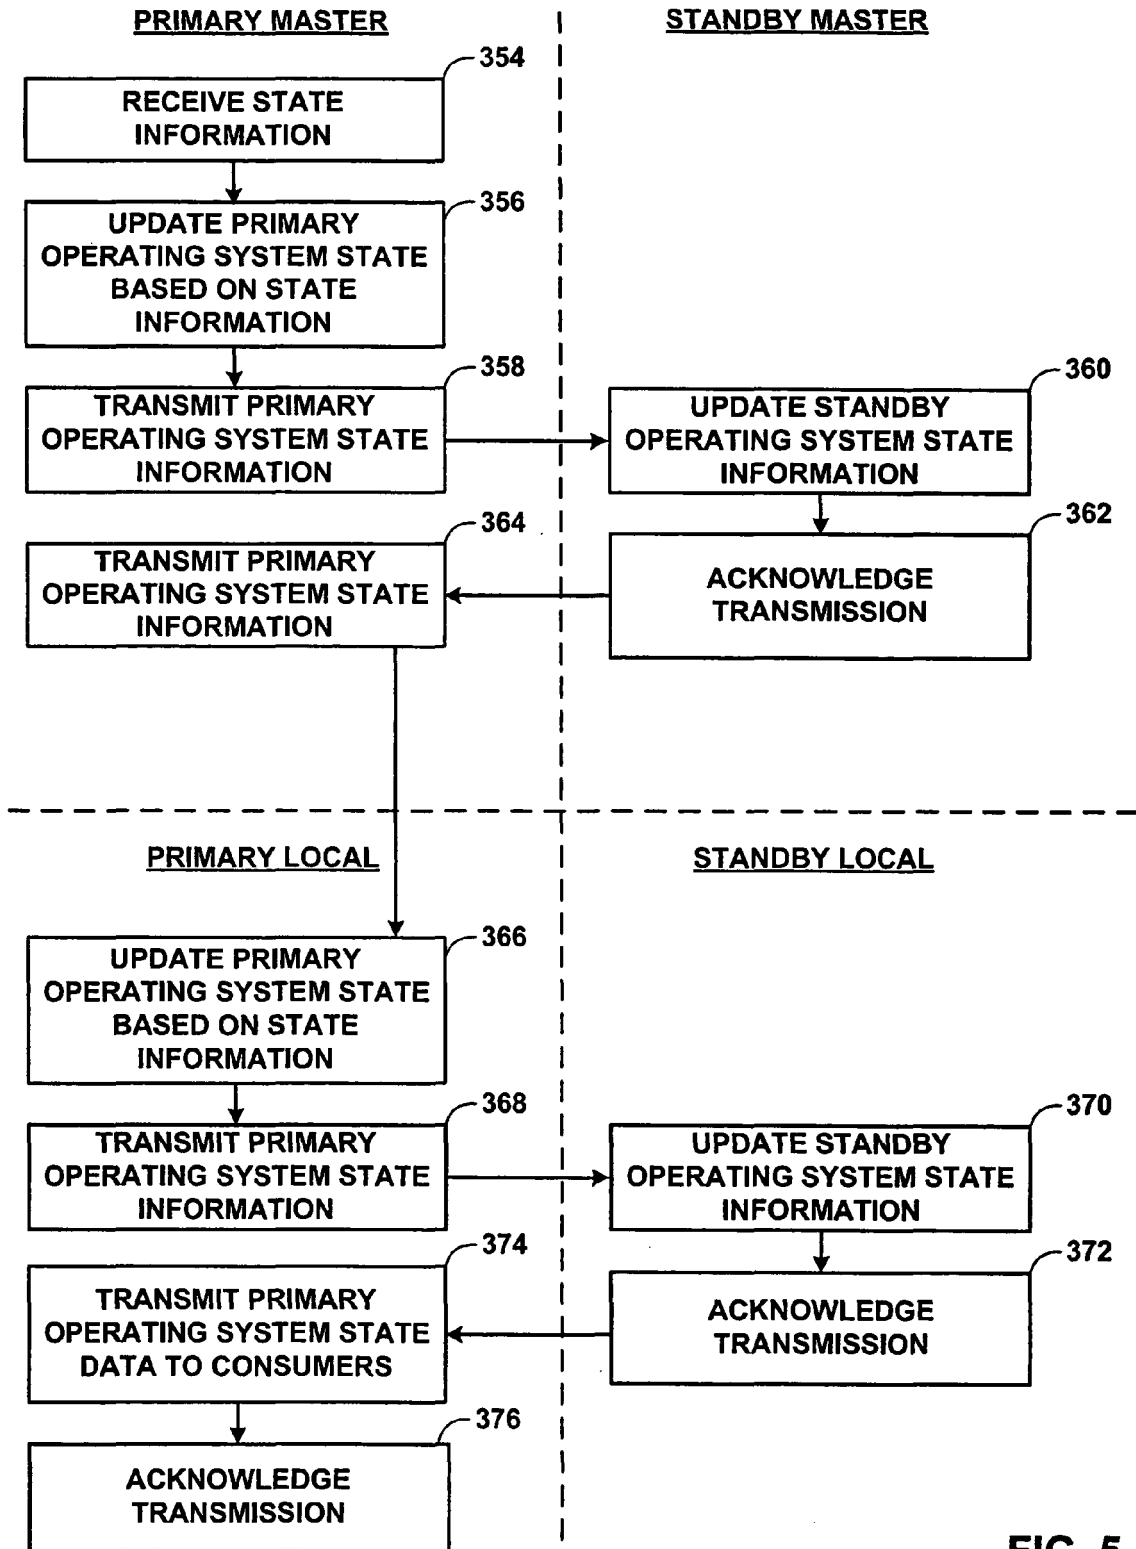 PRIMARY MASTER
STANDBY MASTER
354
RECEIVE STATE
INFORMATION
356
UPDATE PRIMARY
OPERATING SYSTEM STATE
BASED ON STATE
INFORMATION
358
TRANSMIT PRIMARY
OPERATING SYSTEM STATE
INFORMATION
360
UPDATE STANDBY
OPERATING SYSTEM STATE
INFORMATION
362
ACKNOWLEDGE
TRANSMISSION
364
TRANSMIT PRIMARY
OPERATING SYSTEM STATE
INFORMATION
PRIMARY LOCAL
STANDBY LOCAL
366
UPDATE PRIMARY
OPERATING SYSTEM STATE
BASED ON STATE
INFORMATION
368
TRANSMIT PRIMARY
OPERATING SYSTEM STATE
INFORMATION
370
UPDATE STANDBY
OPERATING SYSTEM STATE
INFORMATION
372
ACKNOWLEDGE
TRANSMISSION
374
TRANSMIT PRIMARY
OPERATING SYSTEM STATE
DATA TO CONSUMERS
376
ACKNOWLEDGE
TRANSMISSION
FIG. 5